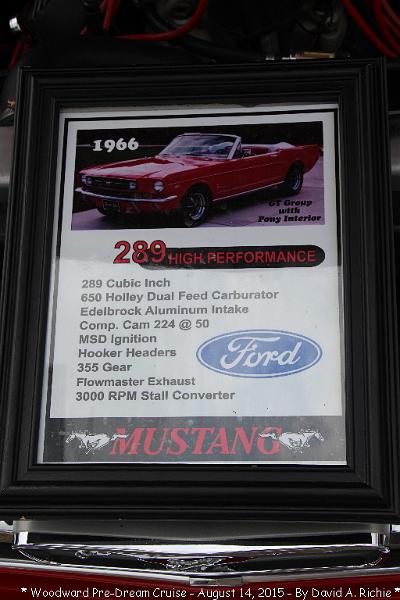 1966
GT Group
with
Pony Interior
289 HIGH PERFORMANCE
289 Cubic Inch
650 Holley Dual Feed Carburator
Edelbrock Aluminum Intake
Comp. Cam 224 @ 50
MSD Ignition
Hooker Headers
355 Gear
Flowmaster Exhaust
3000 RPM Stall Converter
Ford
MUSTANG
* Woodward Pre-Dream Cruise - August 14, 2015 - By David A. Richie *